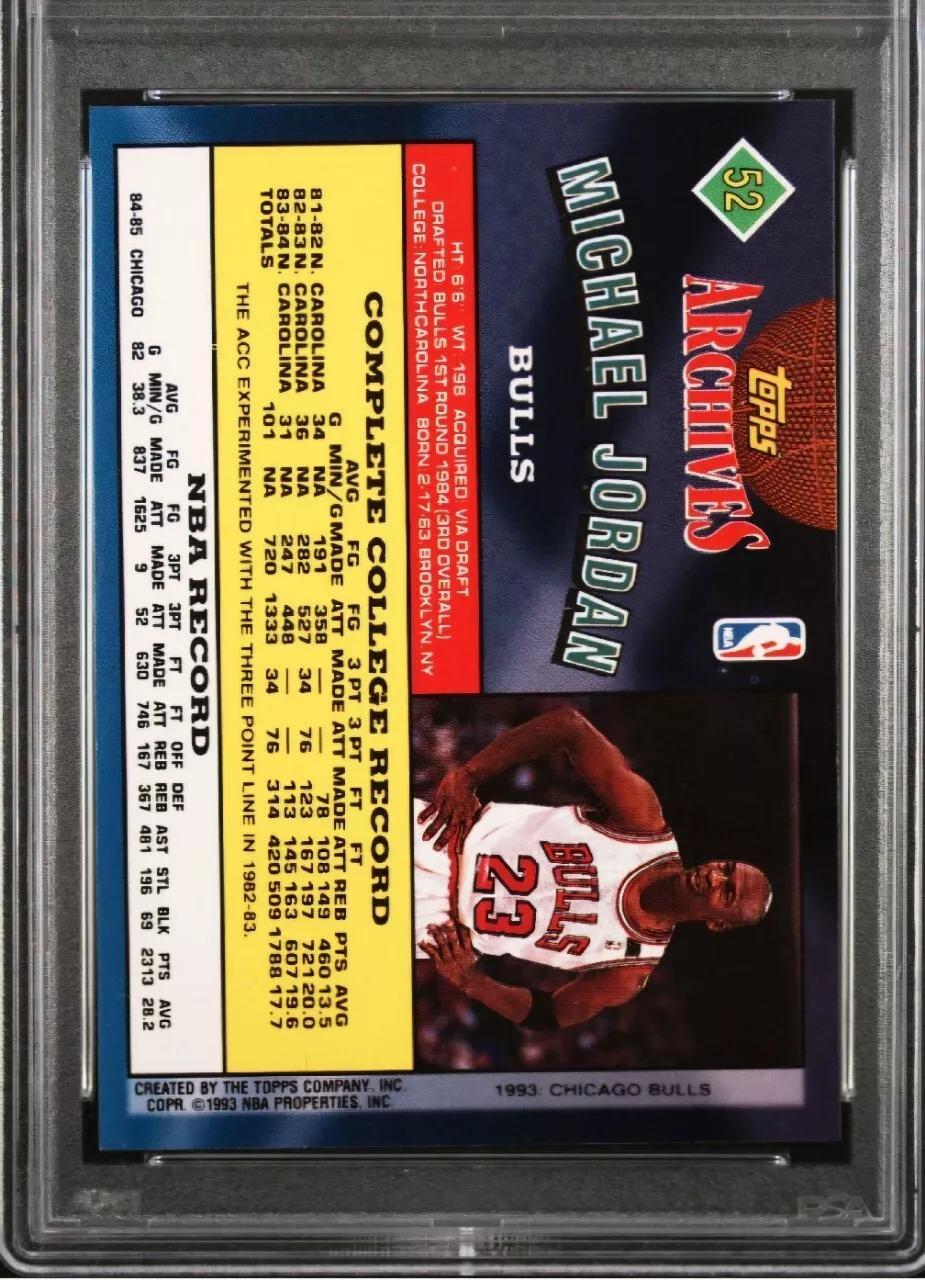 52
TOPPS
ARCHIVES
NBA
MICHAEL JORDAN
BULLS
HT: 6'6" WT: 198 ACQUIRED: VIA DRAFT
DRAFTED: BULLS 1ST ROUND 1984 (3RD OVERALL)
COLLEGE: NORTH CAROLINA BORN: 2-17-63 BROOKLYN, NY
BULLS
23
COMPLETE COLLEGE RECORD
AVG FG FG 3 PT 3 PT FT FT
G MIN/G MADE ATT MADE ATT MADE ATT REB PTS AVG
81-82 N. CAROLINA 34 NA 191 358 — — 78 108 149 460 13.5
82-83 N. CAROLINA 36 NA 282 527 34 76 123 167 197 721 20.0
83-84 N. CAROLINA 31 NA 247 448 — — 113 145 163 607 19.6
TOTALS 101 NA 720 1333 34 76 314 420 509 1788 17.7
THE ACC EXPERIMENTED WITH THE THREE POINT LINE IN 1982-83.
NBA RECORD
AVG FG FG 3PT 3PT FT FT OFF DEF
G MIN/G MADE ATT MADE ATT MADE ATT REB REB AST STL BLK PTS AVG
84-85 CHICAGO 82 38.3 837 1625 9 52 630 746 167 367 481 196 69 2313 28.2
1993: CHICAGO BULLS
CREATED BY THE TOPPS COMPANY, INC.
COPR. ©1993 NBA PROPERTIES, INC.
PSA